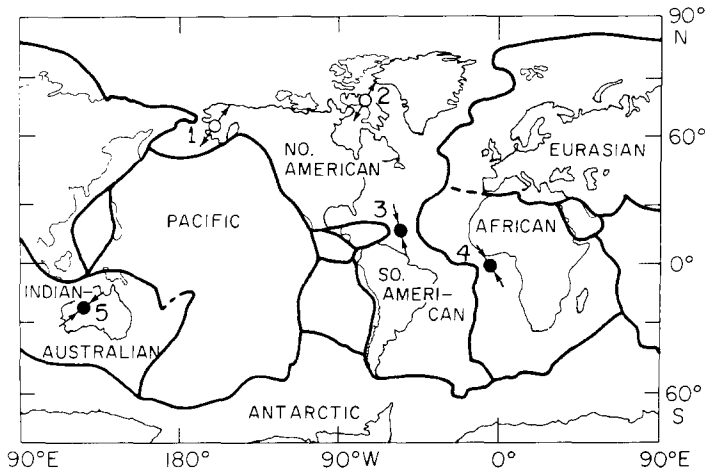 90°
N
60°
0°
60°
S
90°E
180°
90°W
0°
90°E
1
2
NO.
AMERICAN
EURASIAN
PACIFIC
3
AFRICAN
4
SO.
AMERI-
CAN
INDIAN-
5
AUSTRALIAN
ANTARCTIC